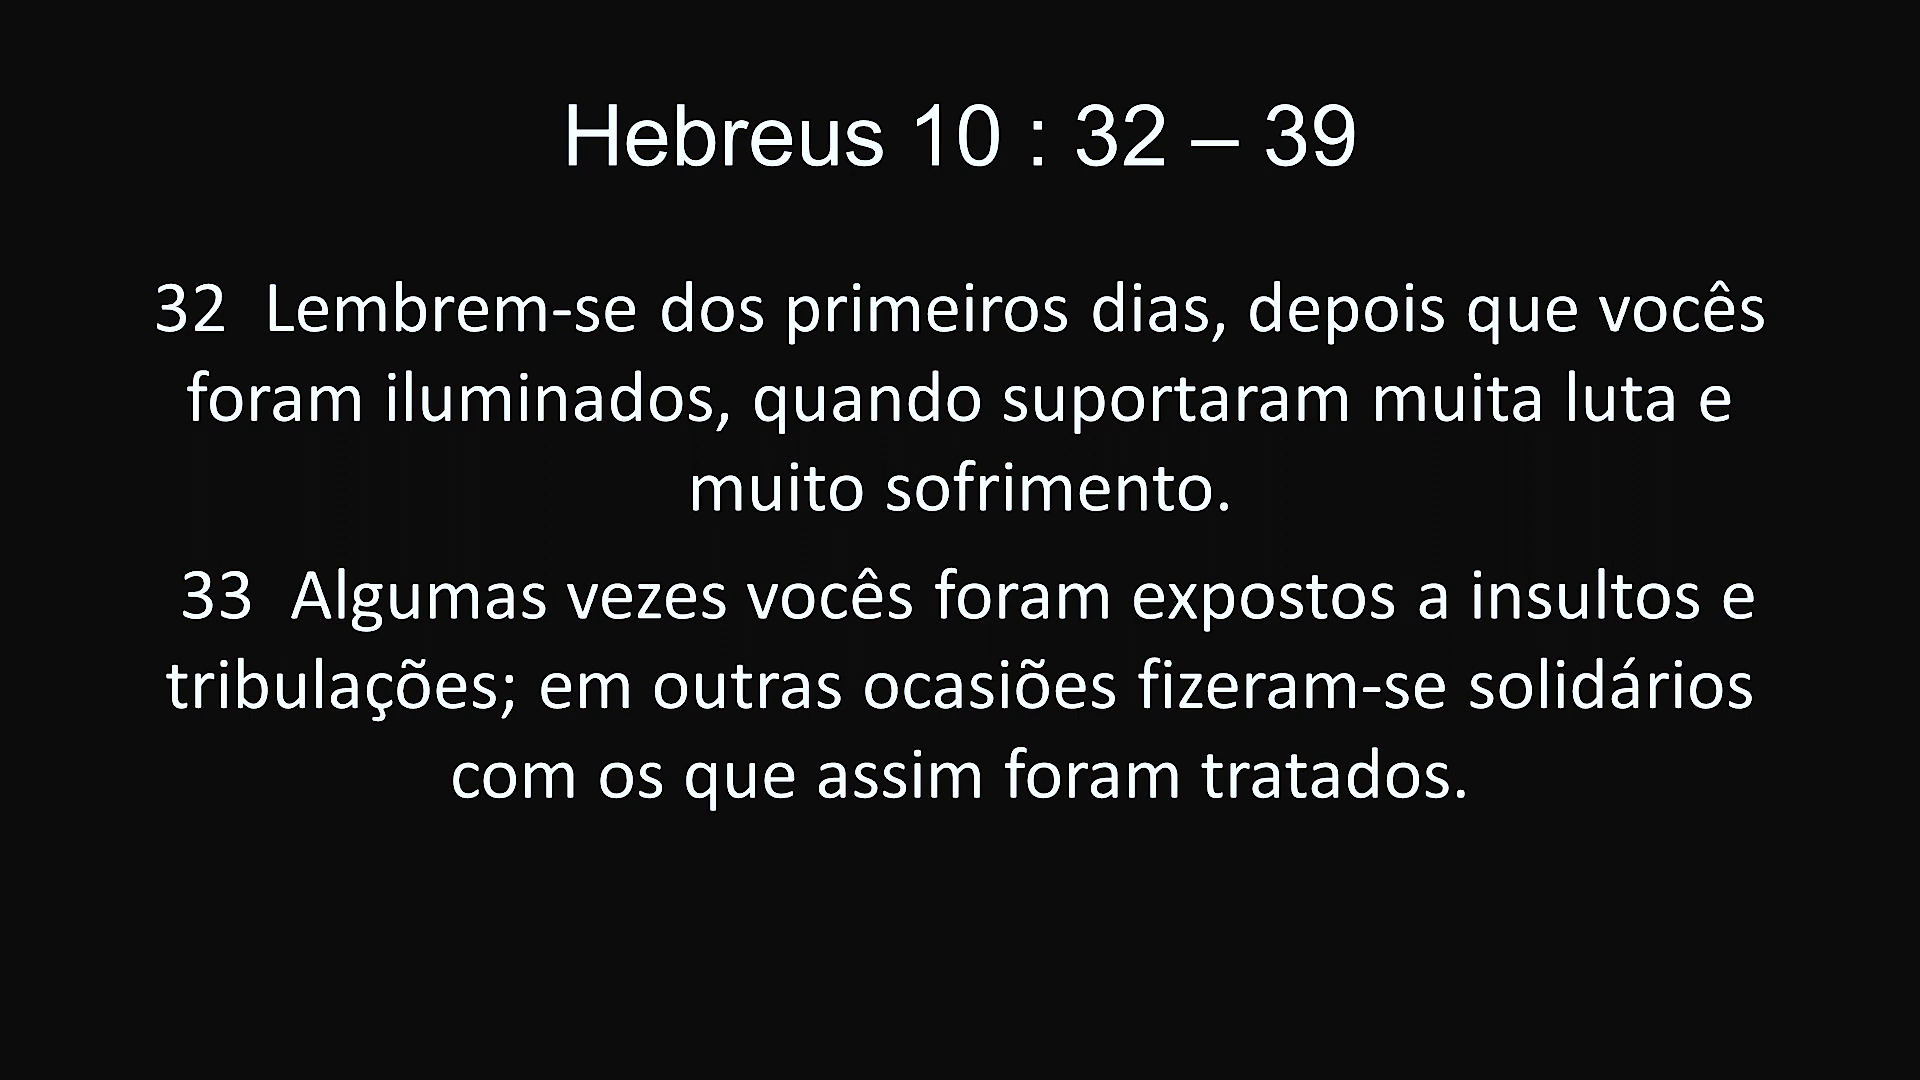 Hebreus 10 : 32 – 39
32  Lembrem-se dos primeiros dias, depois que vocês
foram iluminados, quando suportaram muita luta e
muito sofrimento.
33  Algumas vezes vocês foram expostos a insultos e
tribulações; em outras ocasiões fizeram-se solidários
com os que assim foram tratados.